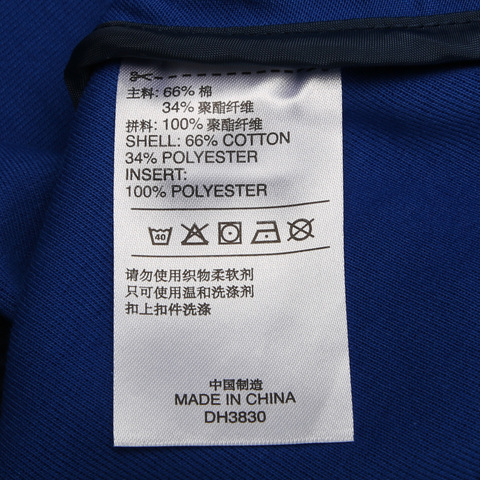 主料: 66% 棉
34% 聚酯纤维
拼料: 100% 聚酯纤维
SHELL: 66% COTTON
34% POLYESTER
INSERT:
100% POLYESTER
40
请勿使用织物柔软剂
只可使用温和洗涤剂
扣上扣件洗涤
中国制造
MADE IN CHINA
DH3830